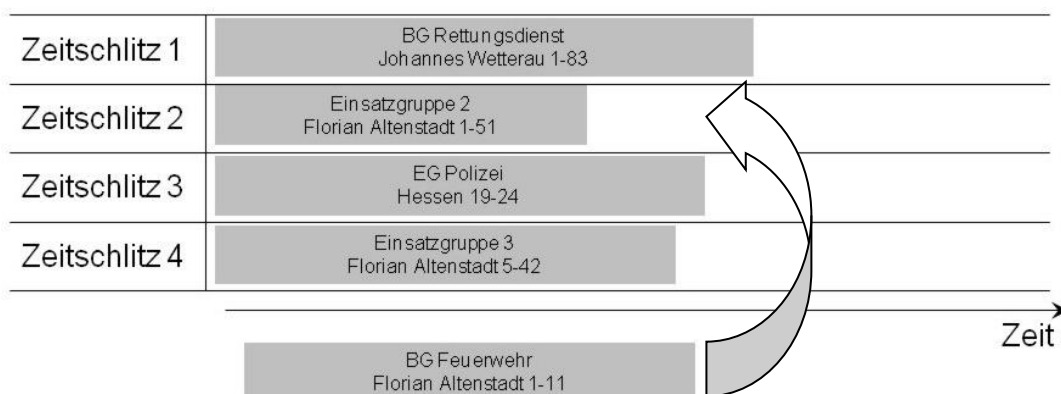 Zeitschlitz 1
BG Rettungsdienst
Johannes Wetterau 1-83
Zeitschlitz 2
Einsatzgruppe 2
Florian Altenstadt 1-51
Zeitschlitz 3
EG Polizei
Hessen 19-24
Zeitschlitz 4
Einsatzgruppe 3
Florian Altenstadt 5-42
Zeit
BG Feuerwehr
Florian Altenstadt 1-11